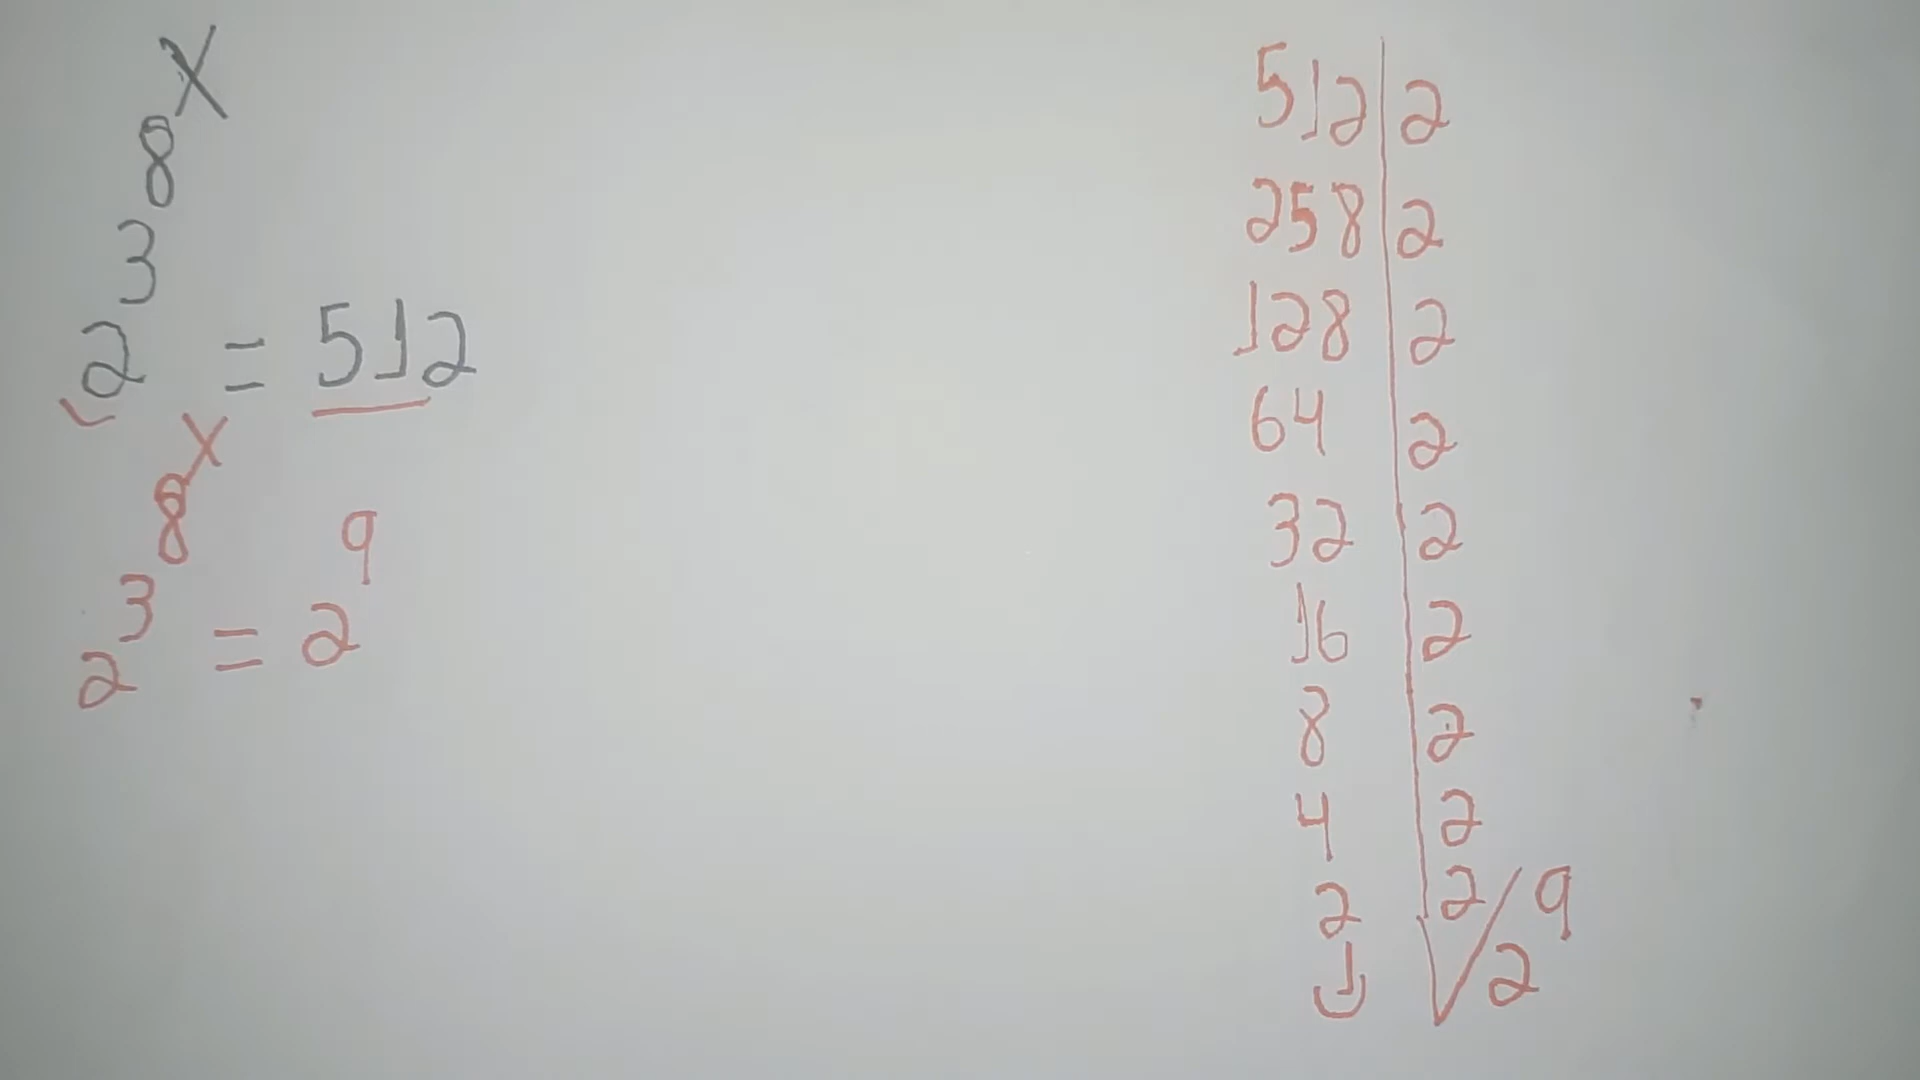 2^3^8^x = 512
2^3^8^x = 2^9
512 | 2
258 | 2
128 | 2
64 | 2
32 | 2
16 | 2
8 | 2
4 | 2
2 | 2
1 2^9